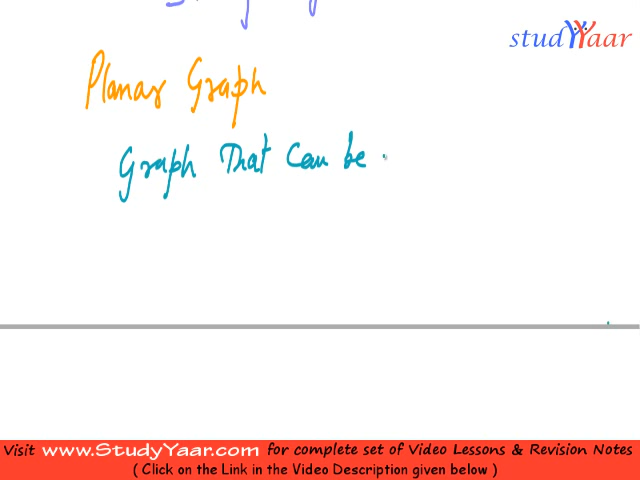 studYYaar
Planar Graph
Graph That Can be
Visit www.StudyYaar.com for complete set of Video Lessons & Revision Notes
( Click on the Link in the Video Description given below )